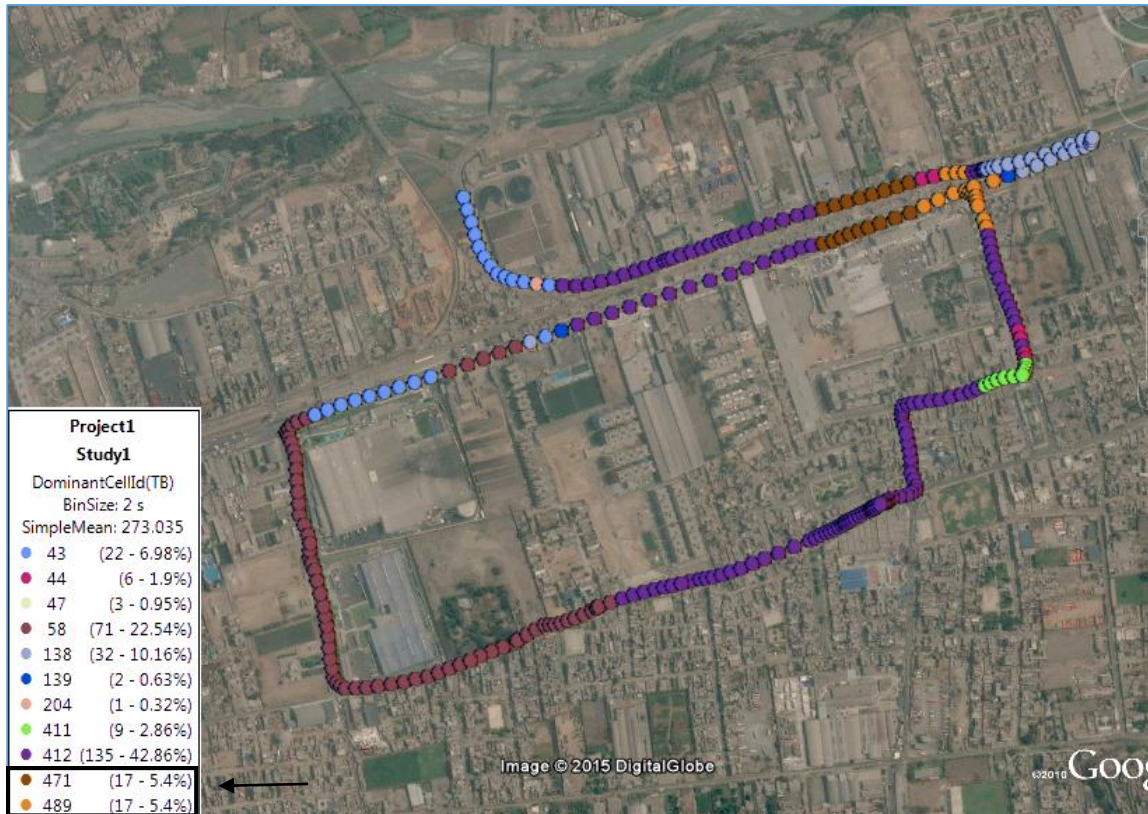 Project1
Study1
DominantCellId(TB)
BinSize: 2 s
SimpleMean: 273.035
43 (22 - 6.98%)
44 (6 - 1.9%)
47 (3 - 0.95%)
58 (71 - 22.54%)
138 (32 - 10.16%)
139 (2 - 0.63%)
204 (1 - 0.32%)
411 (9 - 2.86%)
412 (135 - 42.86%)
471 (17 - 5.4%)
489 (17 - 5.4%)
Image © 2015 DigitalGlobe
©2010 Goog